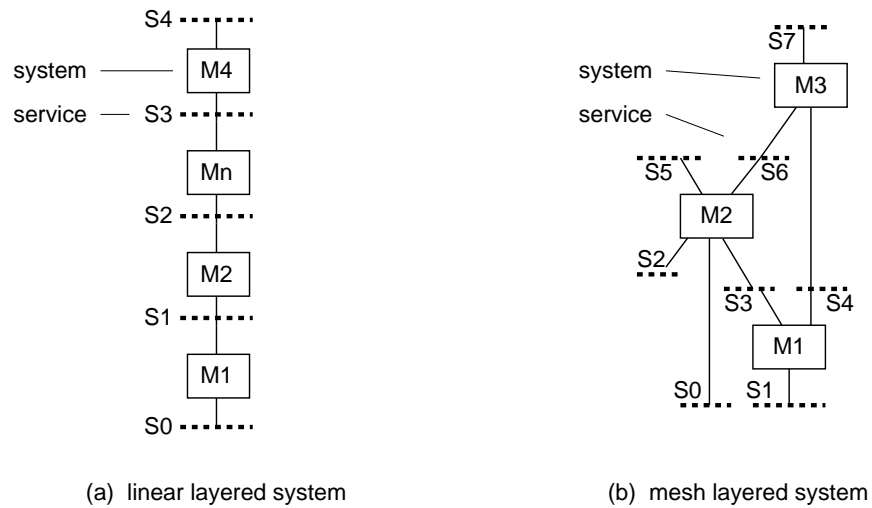 S4
system
M4
service
S3
Mn
S2
M2
S1
M1
S0
(a) linear layered system
S7
system
M3
service
S5
S6
M2
S2
S3
S4
M1
S0
S1
(b) mesh layered system